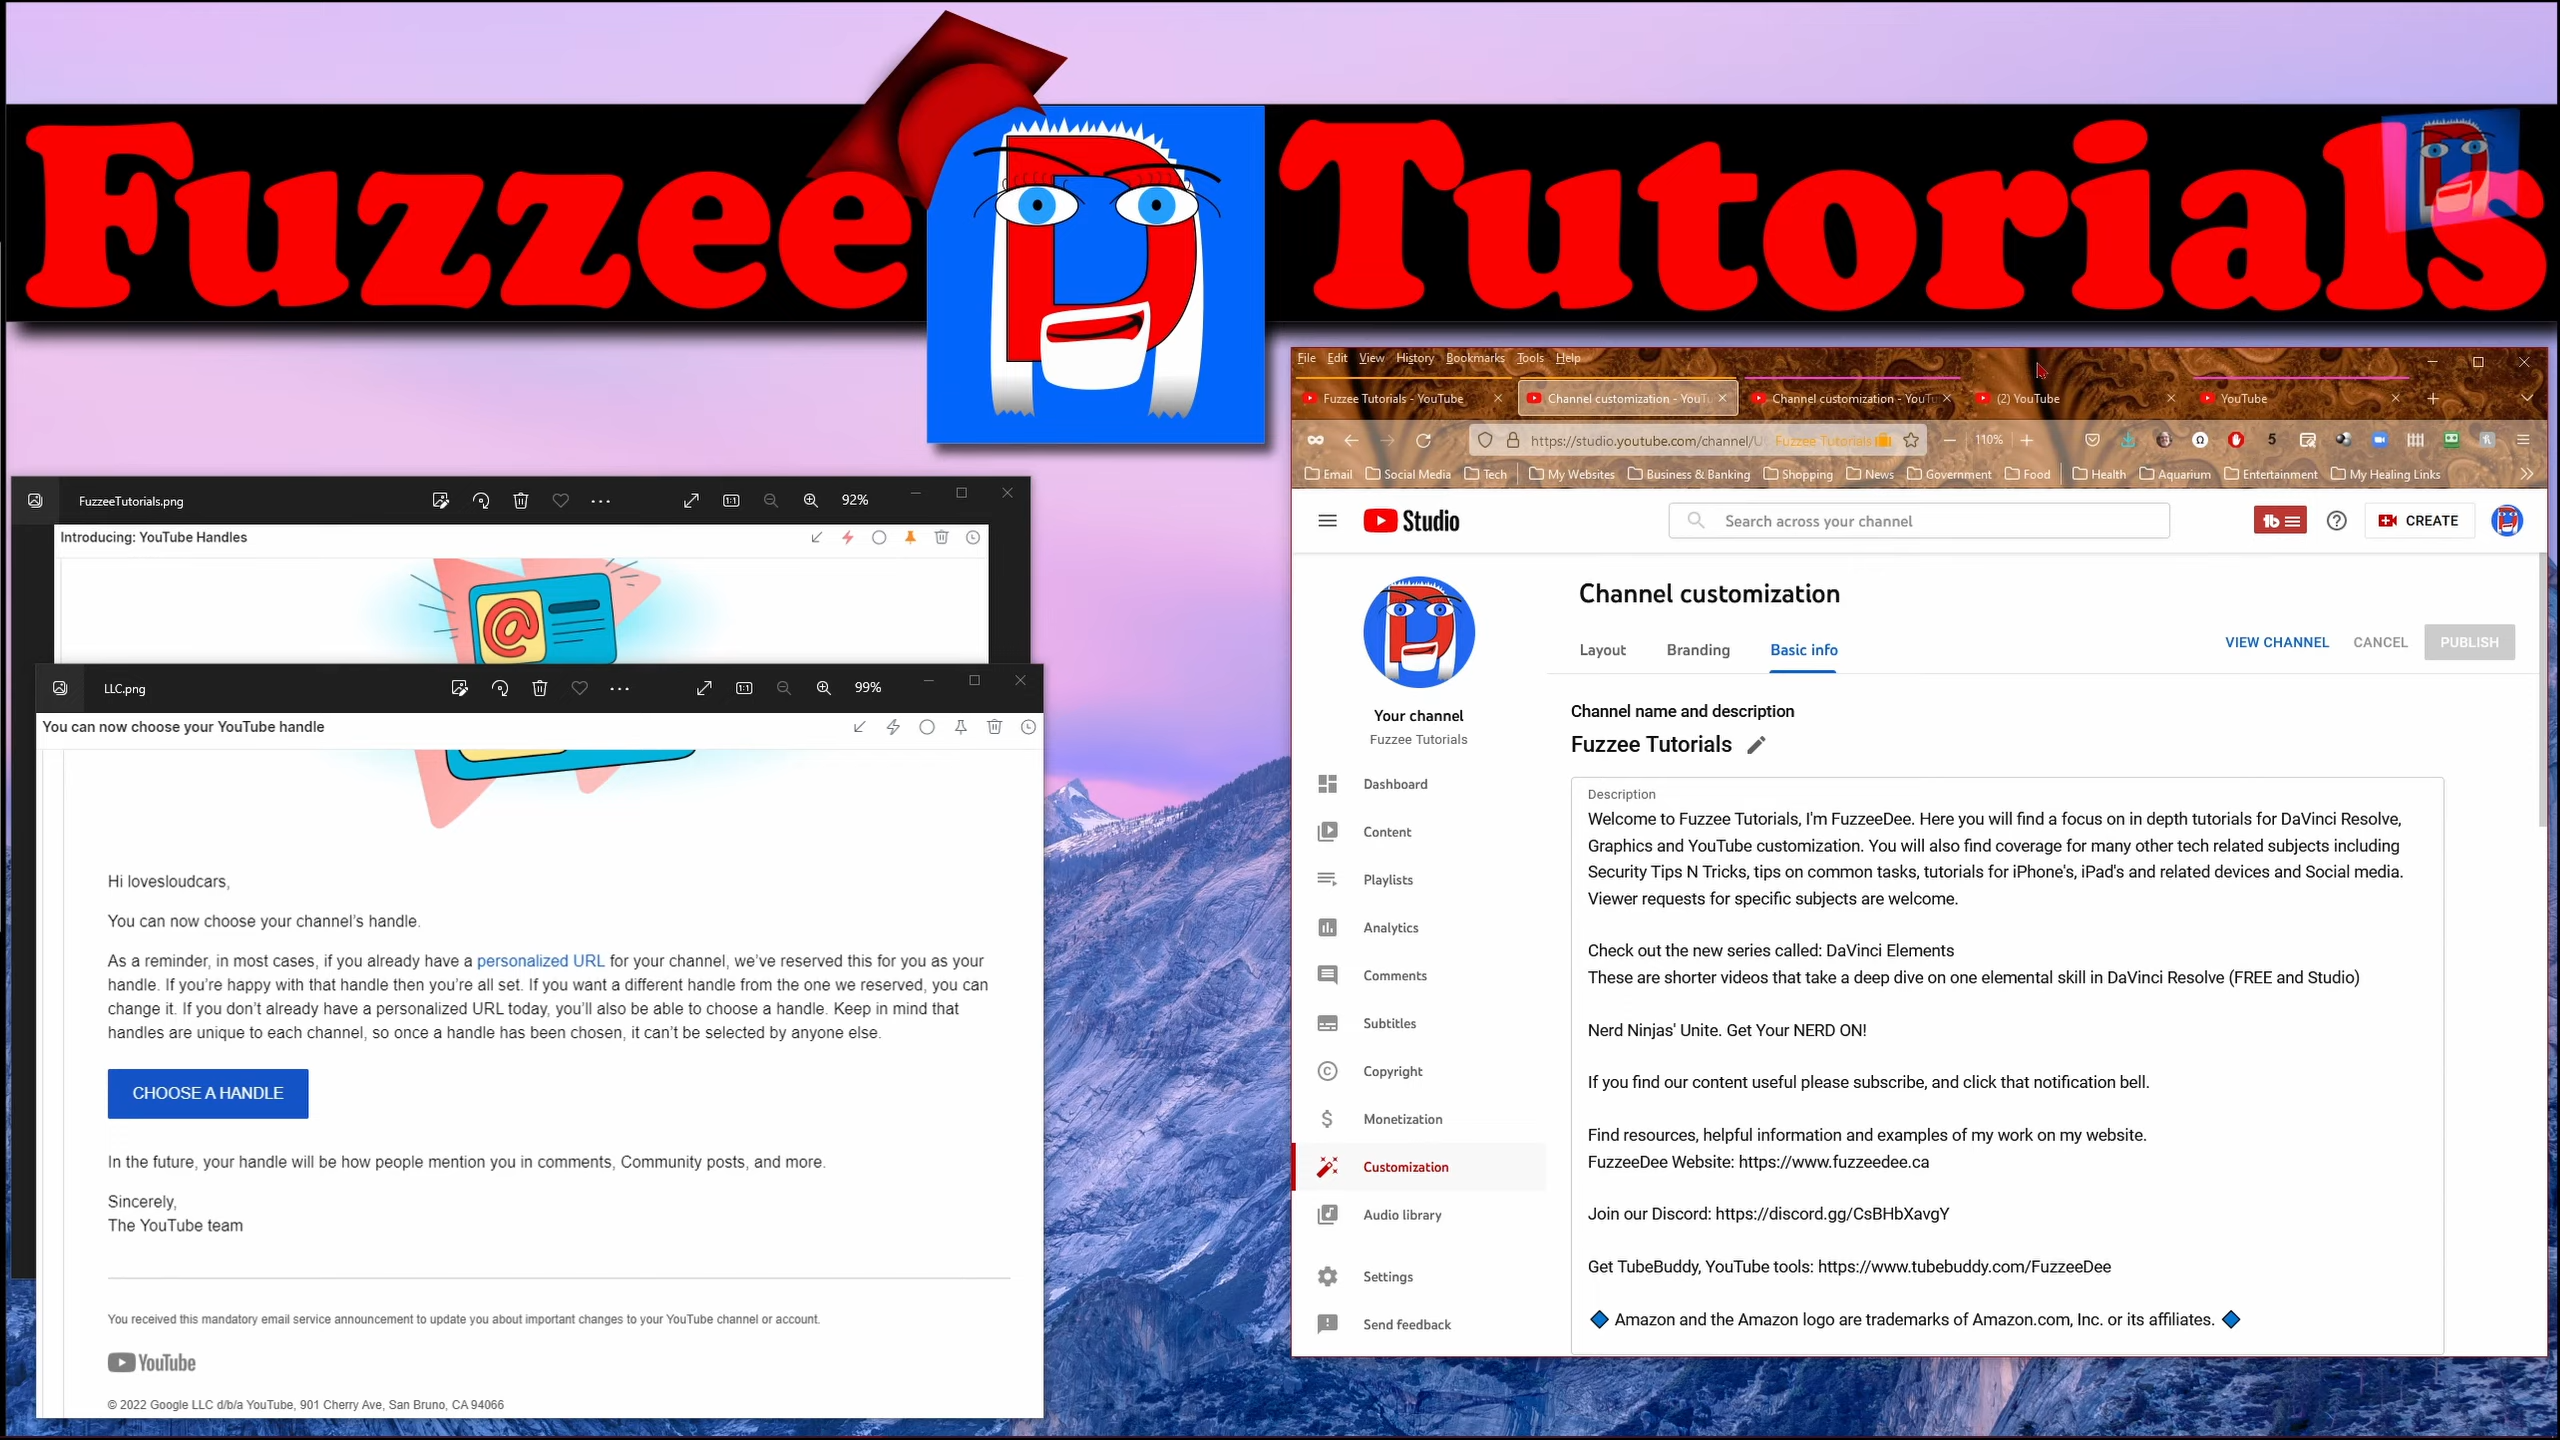 Fuzzee Tutorials
FuzzeeTutorials.png
92%
Introducing: YouTube Handles
LLC.png
99%
You can now choose your YouTube handle
Hi lovesloudcars,
You can now choose your channel's handle.
As a reminder, in most cases, if you already have a personalized URL for your channel, we've reserved this for you as your
handle. If you're happy with that handle then you're all set. If you want a different handle from the one we reserved, you can
change it. If you don't already have a personalized URL today, you'll also be able to choose a handle. Keep in mind that
handles are unique to each channel, so once a handle has been chosen, it can't be selected by anyone else.
CHOOSE A HANDLE
In the future, your handle will be how people mention you in comments, Community posts, and more.
Sincerely,
The YouTube team
You received this mandatory email service announcement to update you about important changes to your YouTube channel or account.
YouTube
© 2022 Google LLC d/b/a YouTube, 901 Cherry Ave, San Bruno, CA 94066
File Edit View History Bookmarks Tools Help
Fuzzee Tutorials - YouTube
Channel customization - YouT
Channel customization - YouTu
(2) YouTube
YouTube
https://studio.youtube.com/channel/U Fuzzee Tutorials 110%
Email Social Media Tech My Websites Business & Banking Shopping News Government Food Health Aquarium Entertainment My Healing Links
Studio
Search across your channel
CREATE
Channel customization
Layout Branding Basic info
VIEW CHANNEL CANCEL PUBLISH
Your channel
Fuzzee Tutorials
Dashboard
Content
Playlists
Analytics
Comments
Subtitles
Copyright
Monetization
Customization
Audio library
Settings
Send feedback
Channel name and description
Fuzzee Tutorials
Description
Welcome to Fuzzee Tutorials, I'm FuzzeeDee. Here you will find a focus on in depth tutorials for DaVinci Resolve,
Graphics and YouTube customization. You will also find coverage for many other tech related subjects including
Security Tips N Tricks, tips on common tasks, tutorials for iPhone's, iPad's and related devices and Social media.
Viewer requests for specific subjects are welcome.
Check out the new series called: DaVinci Elements
These are shorter videos that take a deep dive on one elemental skill in DaVinci Resolve (FREE and Studio)
Nerd Ninjas' Unite. Get Your NERD ON!
If you find our content useful please subscribe, and click that notification bell.
Find resources, helpful information and examples of my work on my website.
FuzzeeDee Website: https://www.fuzzeedee.ca
Join our Discord: https://discord.gg/CsBHbXavgY
Get TubeBuddy, YouTube tools: https://www.tubebuddy.com/FuzzeeDee
🔷 Amazon and the Amazon logo are trademarks of Amazon.com, Inc. or its affiliates. 🔷